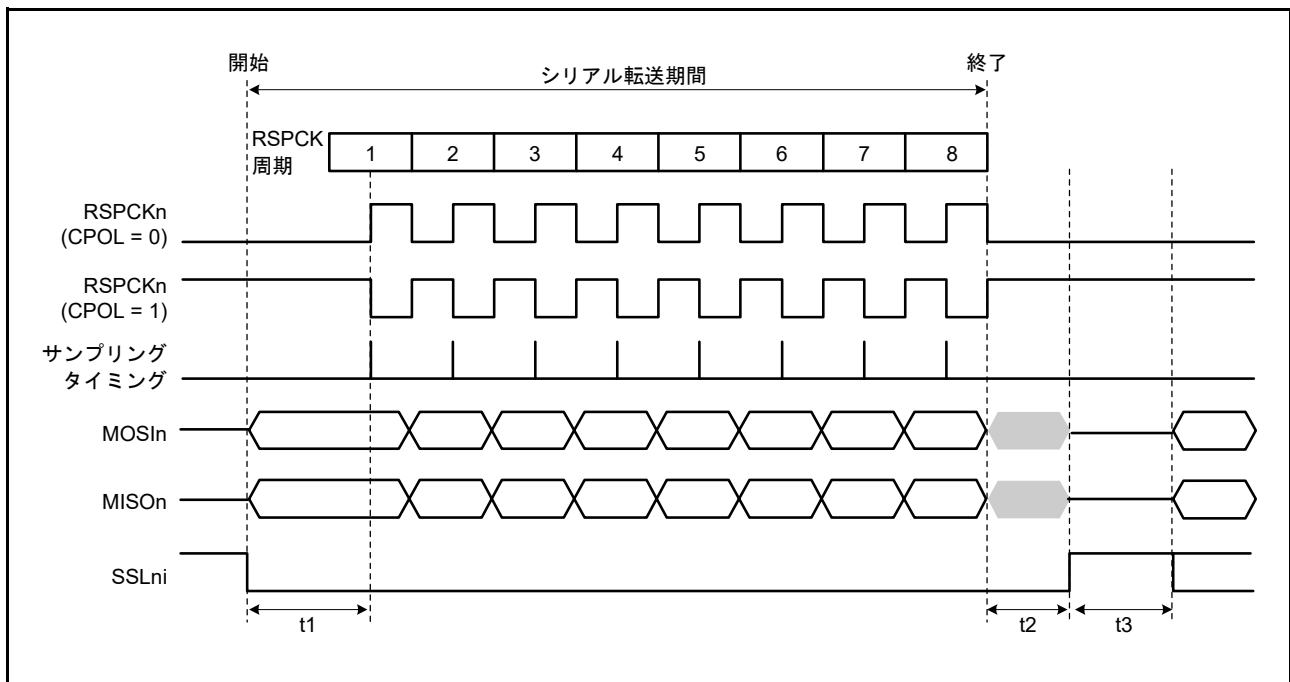 開始
終了
シリアル転送期間
RSPCK
周期
1 2 3 4 5 6 7 8
RSPCKn
(CPOL = 0)
RSPCKn
(CPOL = 1)
サンプリング
タイミング
MOSIn
MISOn
SSLni
t1
t2
t3